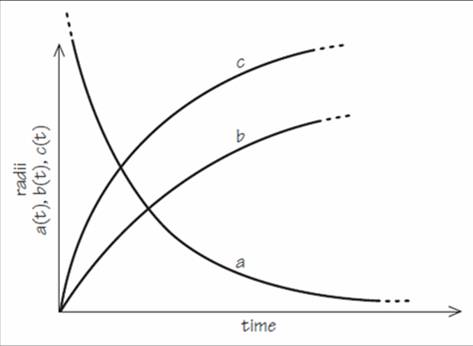 c
b
radii
a(t), b(t), c(t)
a
time